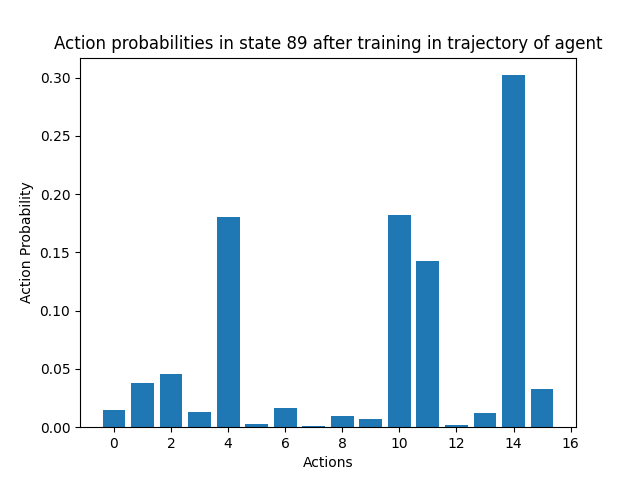 Action probabilities in state 89 after training in trajectory of agent
0.30
0.25
0.20
0.15
0.10
0.05
0.00
Action Probability
0 2 4 6 8 10 12 14 16
Actions